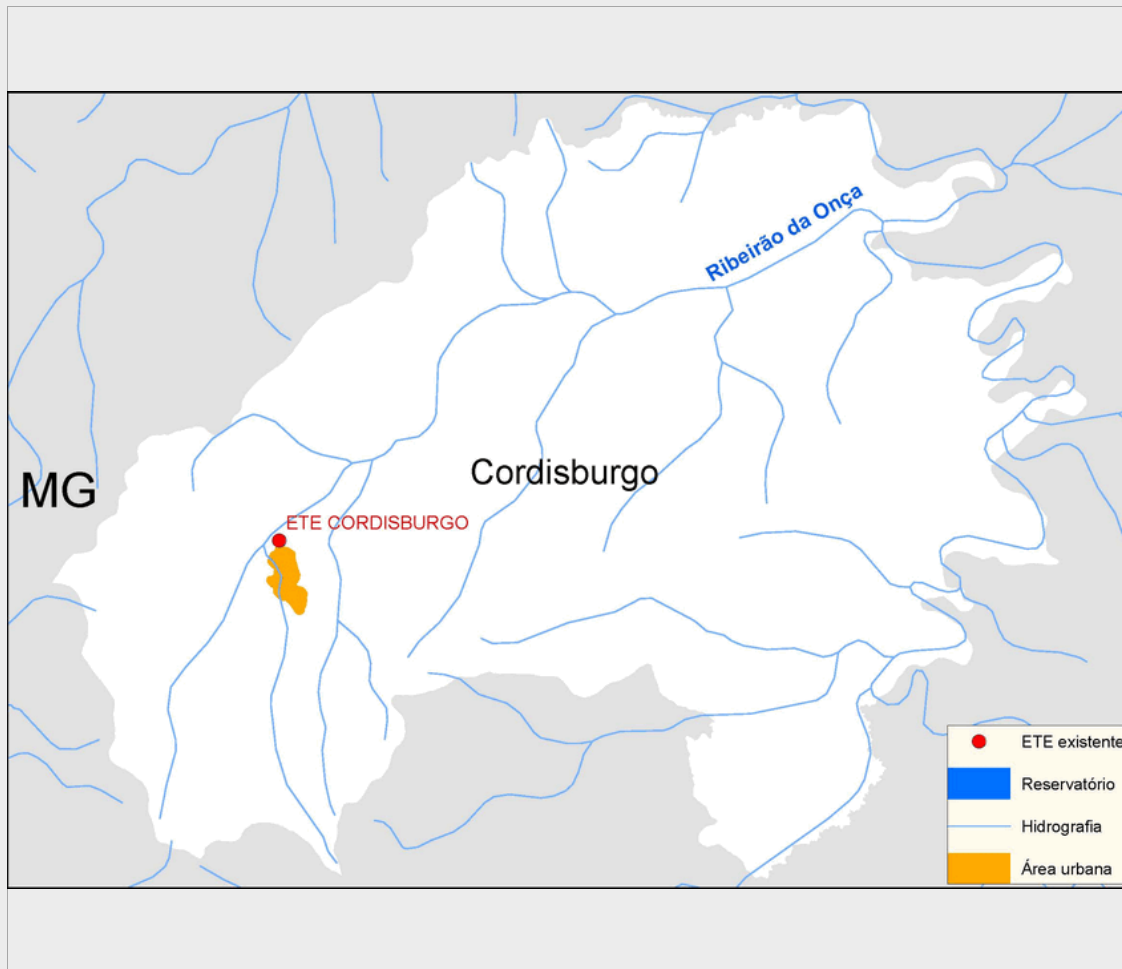 Ribeirão da Onça
Cordisburgo
MG
ETE CORDISBURGO
ETE existente
Reservatório
Hidrografia
Área urbana